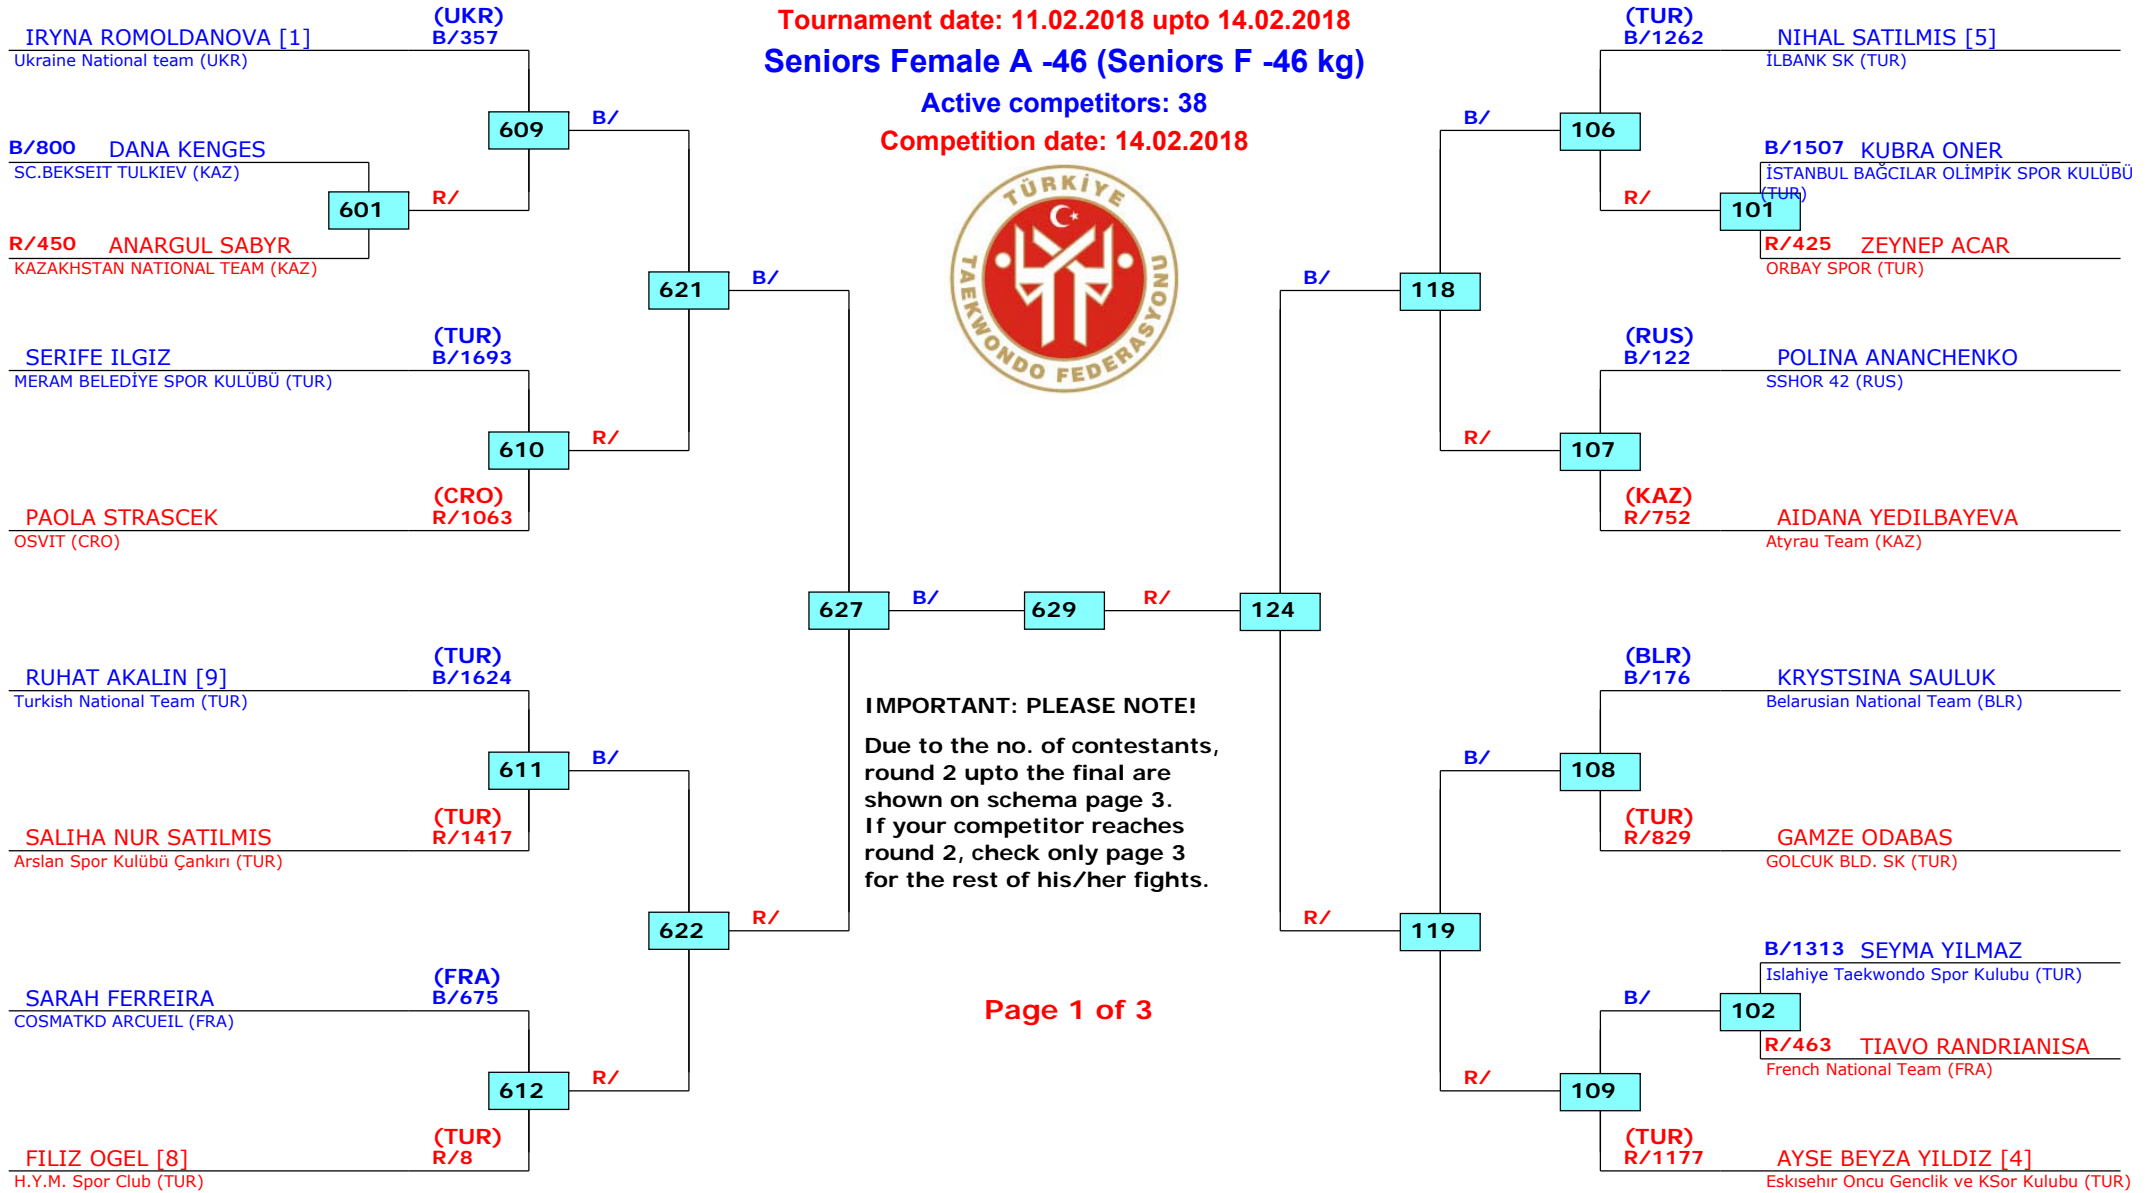 Tournament date: 11.02.2018 upto 14.02.2018
Seniors Female A -46 (Seniors F -46 kg)
Active competitors: 38
Competition date: 14.02.2018
TÜRKİYE
TAEKWONDO FEDERASYONU
(UKR)
IRYNA ROMOLDANOVA [1] B/357
Ukraine National team (UKR)
609 B/
B/800 DANA KENGES
SC.BEKSEIT TULKIEV (KAZ)
601 R/
R/450 ANARGUL SABYR
KAZAKHSTAN NATIONAL TEAM (KAZ)
621 B/
(TUR)
SERIFE ILGIZ B/1693
MERAM BELEDİYE SPOR KULÜBÜ (TUR)
610 R/
(CRO)
PAOLA STRASCEK R/1063
OSVIT (CRO)
627 B/ 629 R/ 124
(TUR)
RUHAT AKALIN [9] B/1624
Turkish National Team (TUR)
611 B/
(TUR)
SALIHA NUR SATILMIS R/1417
Arslan Spor Kulübü Çankırı (TUR)
622 R/
(FRA)
SARAH FERREIRA B/675
COSMATKD ARCUEIL (FRA)
612 R/
(TUR)
FILIZ OGEL [8] R/8
H.Y.M. Spor Club (TUR)
IMPORTANT: PLEASE NOTE!
Due to the no. of contestants,
round 2 upto the final are
shown on schema page 3.
If your competitor reaches
round 2, check only page 3
for the rest of his/her fights.
Page 1 of 3
(TUR)
B/1262 NIHAL SATILMIS [5]
İLBANK SK (TUR)
B/ 106
B/1507 KUBRA ONER
İSTANBUL BAĞCILAR OLİMPİK SPOR KULÜBÜ
(TUR)
R/ 101
R/425 ZEYNEP ACAR
ORBAY SPOR (TUR)
B/ 118
(RUS)
B/122 POLINA ANANCHENKO
SSHOR 42 (RUS)
R/ 107
(KAZ)
R/752 AIDANA YEDILBAYEVA
Atyrau Team (KAZ)
(BLR)
B/176 KRYSTSINA SAULUK
Belarusian National Team (BLR)
B/ 108
(TUR)
R/829 GAMZE ODABAS
GOLCUK BLD. SK (TUR)
R/ 119
B/1313 SEYMA YILMAZ
Islahiye Taekwondo Spor Kulubu (TUR)
B/ 102
R/463 TIAVO RANDRIANISA
French National Team (FRA)
R/ 109
(TUR)
R/1177 AYSE BEYZA YILDIZ [4]
Eskısehır Oncu Genclik ve KSor Kulubu (TUR)